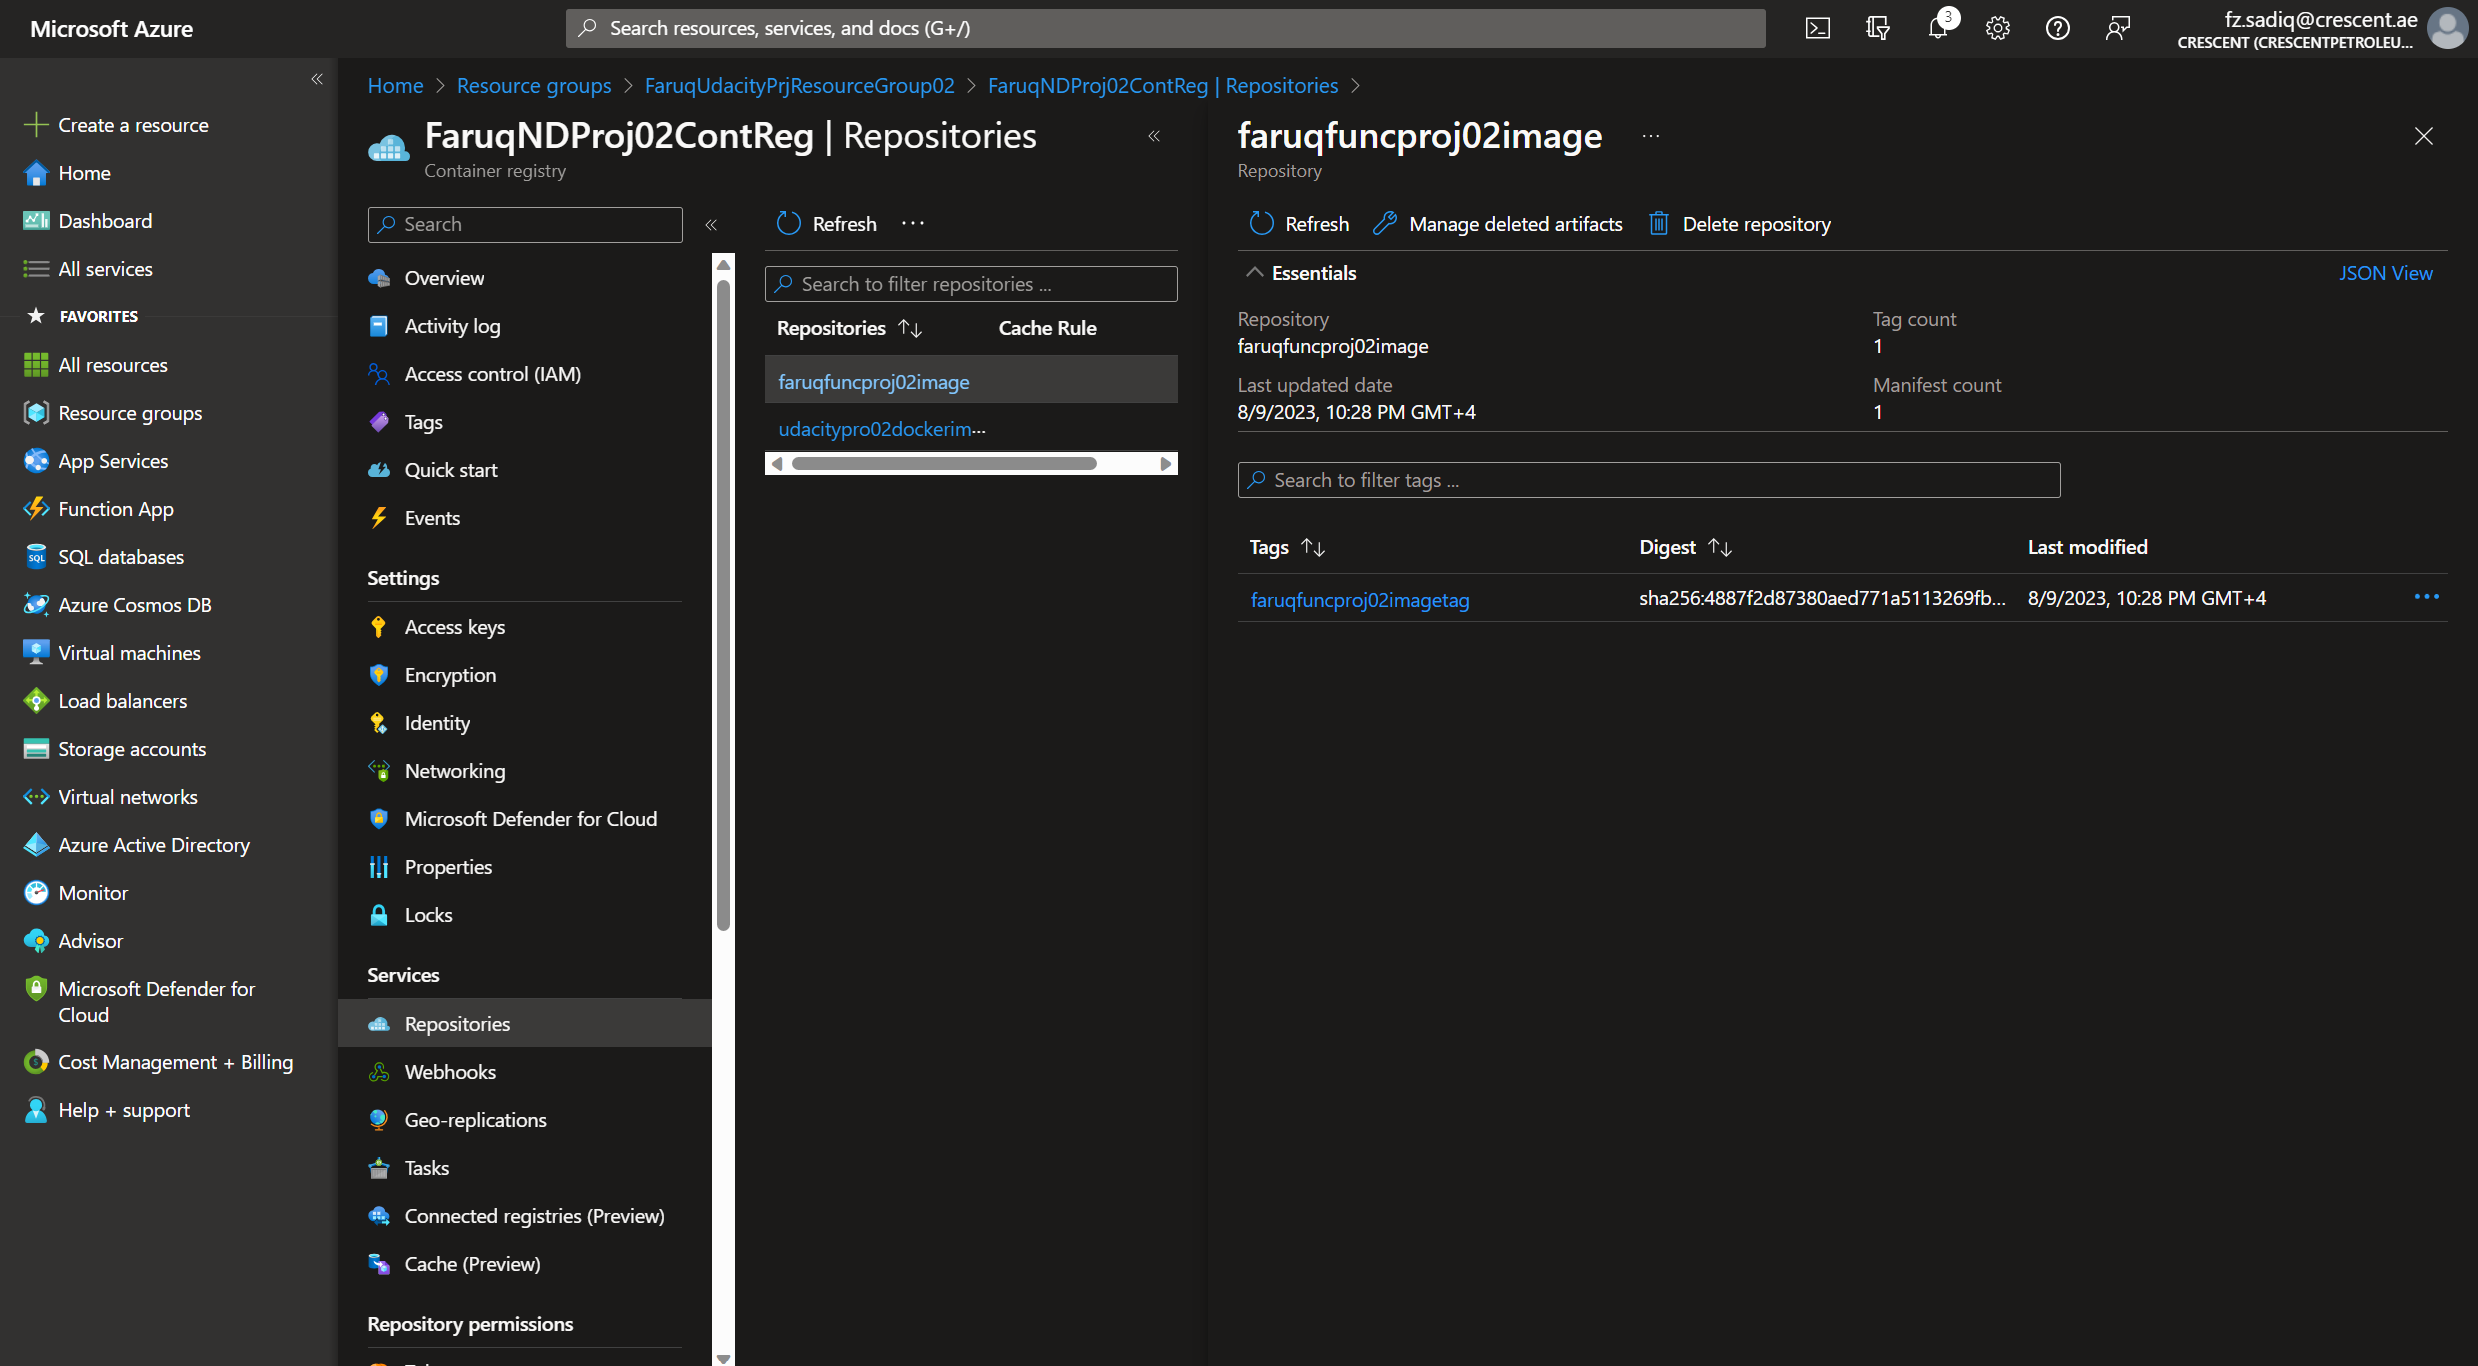 Microsoft Azure
Search resources, services, and docs (G+/)
3
fz.sadiq@crescent.ae
CRESCENT (CRESCENTPETROLEU...
Create a resource
Home
Dashboard
All services
FAVORITES
All resources
Resource groups
App Services
Function App
SQL databases
Azure Cosmos DB
Virtual machines
Load balancers
Storage accounts
Virtual networks
Azure Active Directory
Monitor
Advisor
Microsoft Defender for
Cloud
Cost Management + Billing
Help + support
Home > Resource groups > FaruqUdacityPrjResourceGroup02 > FaruqNDProj02ContReg | Repositories >
FaruqNDProj02ContReg | Repositories
Container registry
Search
Overview
Activity log
Access control (IAM)
Tags
Quick start
Events
Settings
Access keys
Encryption
Identity
Networking
Microsoft Defender for Cloud
Properties
Locks
Services
Repositories
Webhooks
Geo-replications
Tasks
Connected registries (Preview)
Cache (Preview)
Repository permissions
Refresh ...
Search to filter repositories ...
Repositories Cache Rule
faruqfuncproj02image
udacitypro02dockerim...
faruqfuncproj02image ...
Repository
Refresh Manage deleted artifacts Delete repository
Essentials JSON View
Repository
faruqfuncproj02image
Last updated date
8/9/2023, 10:28 PM GMT+4
Tag count
1
Manifest count
1
Search to filter tags ...
Tags Digest Last modified
faruqfuncproj02imagetag sha256:4887f2d87380aed771a5113269fb... 8/9/2023, 10:28 PM GMT+4 ...